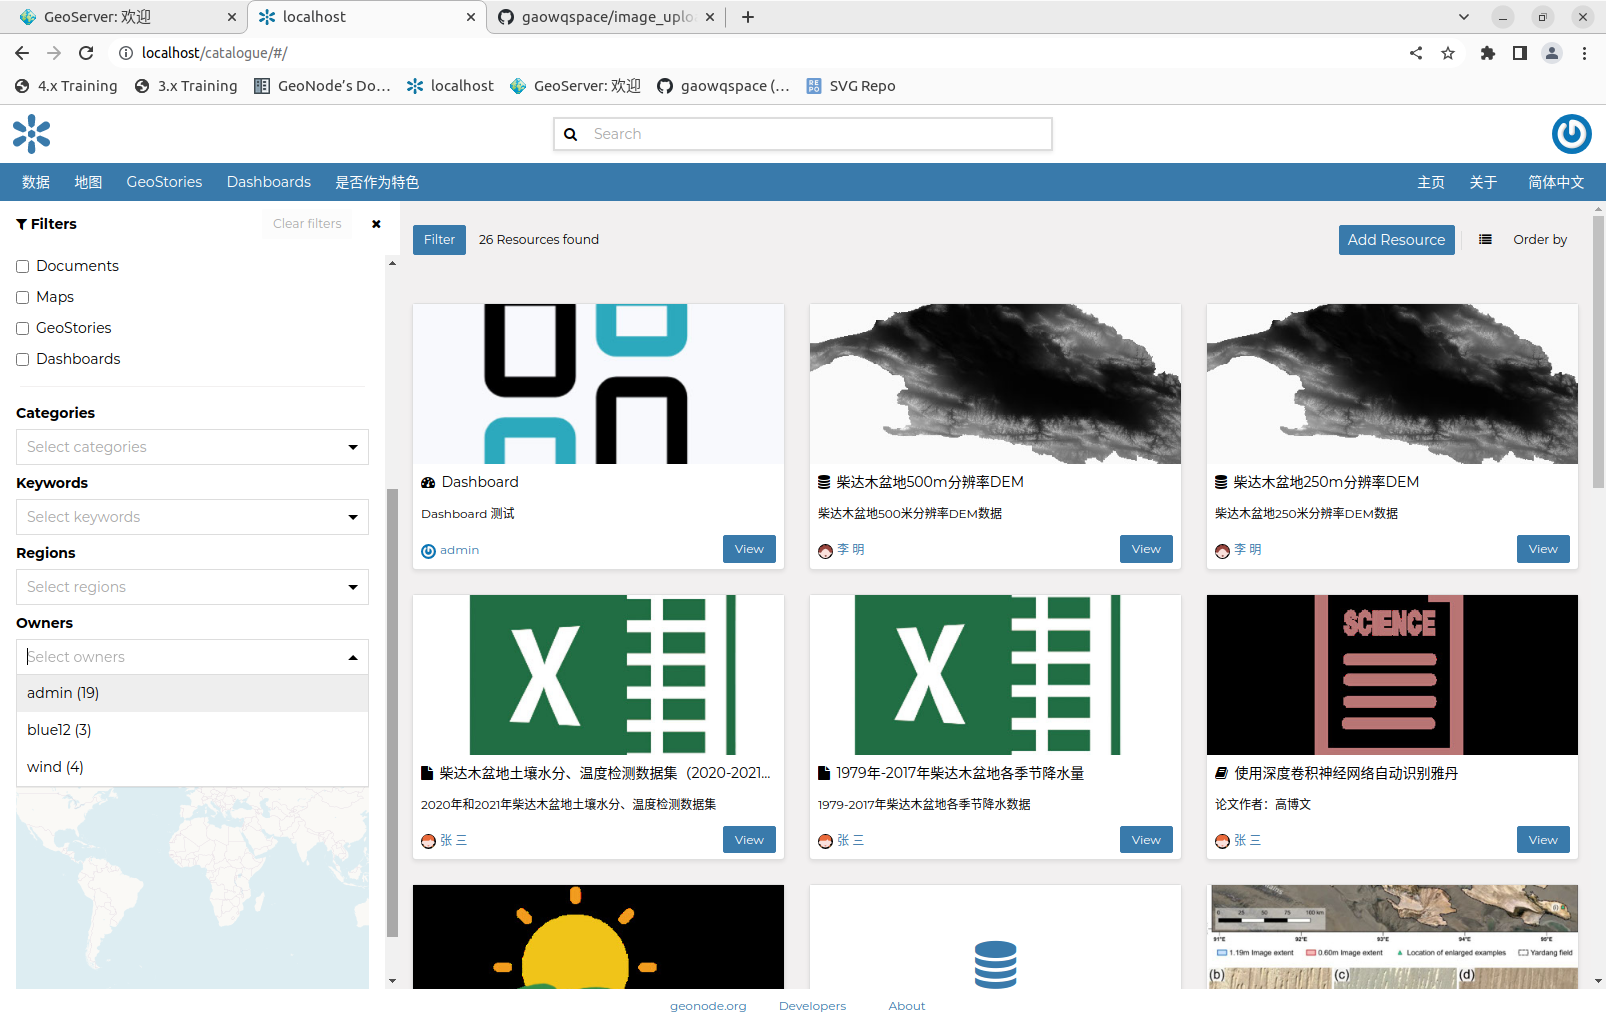 GeoServer: 欢迎
localhost
gaowqspace/image_uplo
localhost/catalogue/#/
4.x Training
3.x Training
GeoNode's Do...
localhost
GeoServer: 欢迎
gaowqspace (...
SVG Repo
Search
数据
地图
GeoStories
Dashboards
是否作为特色
主页
关于
简体中文
Filters
Clear filters
Documents
Maps
GeoStories
Dashboards
Categories
Select categories
Keywords
Select keywords
Regions
Select regions
Owners
Select owners
admin (19)
blue12 (3)
wind (4)
Filter
26 Resources found
Add Resource
Order by
Dashboard
Dashboard 测试
admin
View
柴达木盆地500m分辨率DEM
柴达木盆地500米分辨率DEM数据
李 明
View
柴达木盆地250m分辨率DEM
柴达木盆地250米分辨率DEM数据
李 明
View
X
柴达木盆地土壤水分、温度检测数据集（2020-2021...
2020年和2021年柴达木盆地土壤水分、温度检测数据集
张 三
View
X
1979年-2017年柴达木盆地各季节降水量
1979-2017年柴达木盆地各季节降水数据
张 三
View
SCIENCE
使用深度卷积神经网络自动识别雅丹
论文作者：高博文
张 三
View
0 25 50 75 100 km
91°E 92°E 93°E 94°E 95°E
1.19m Image extent
0.60m Image extent
Location of enlarged examples
Yardang field
(b)
(c)
(d)
geonode.org
Developers
About